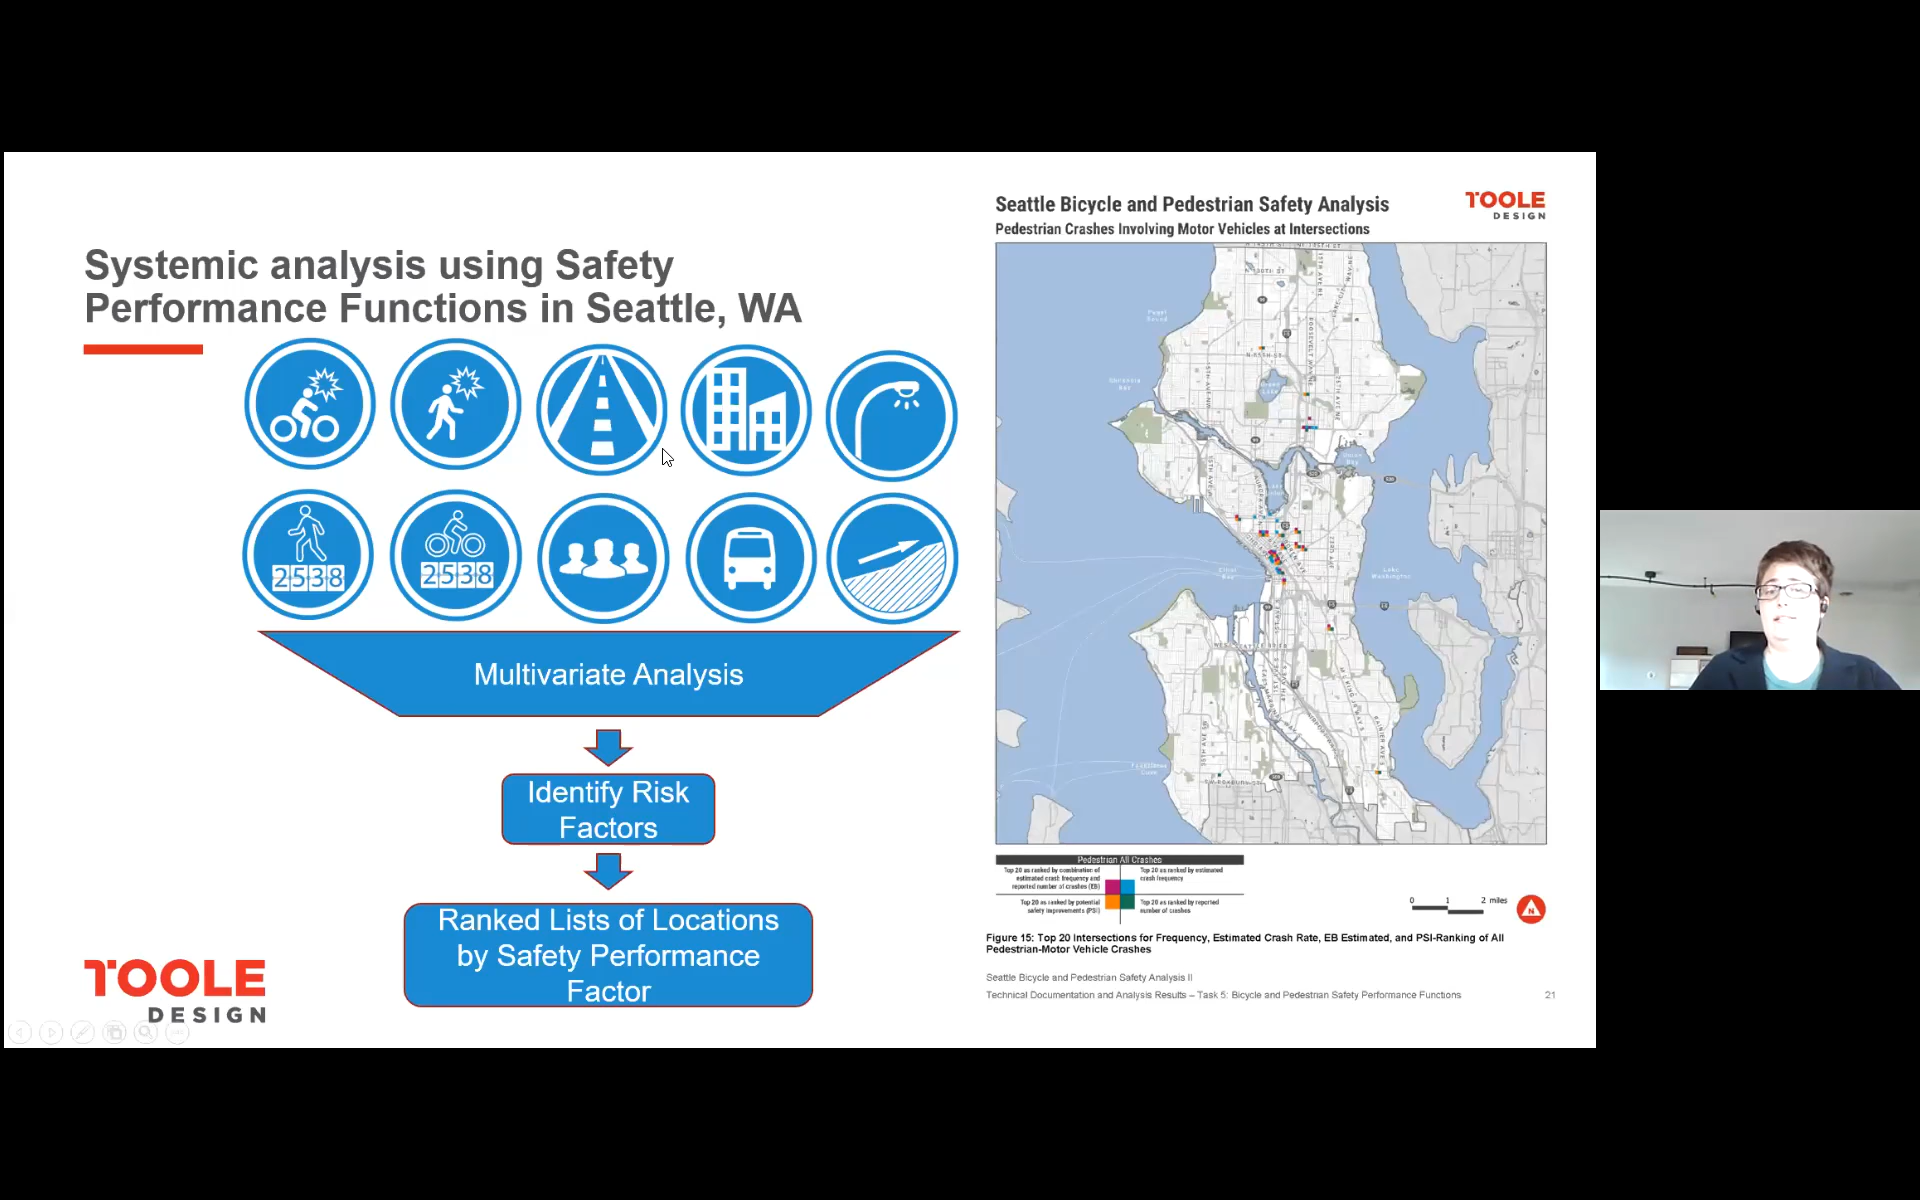 Systemic analysis using Safety
Performance Functions in Seattle, WA
2538
2538
Multivariate Analysis
Identify Risk
Factors
Ranked Lists of Locations
by Safety Performance
Factor
TOOLE
DESIGN
Seattle Bicycle and Pedestrian Safety Analysis
Pedestrian Crashes Involving Motor Vehicles at Intersections
TOOLE
DESIGN
Puget
Sound
Lake
Washington
Pedestrian All Crashes
Top 20 as ranked by combination of
estimated crash frequency and
reported number of crashes (EB)
Top 20 as ranked by estimated
crash frequency
Top 20 as ranked by potential
safety improvements (PSI)
Top 20 as ranked by reported
number of crashes
0 1 2 miles
N
Figure 15: Top 20 Intersections for Frequency, Estimated Crash Rate, EB Estimated, and PSI-Ranking of All
Pedestrian-Motor Vehicle Crashes
Seattle Bicycle and Pedestrian Safety Analysis II
Technical Documentation and Analysis Results – Task 5: Bicycle and Pedestrian Safety Performance Functions
21